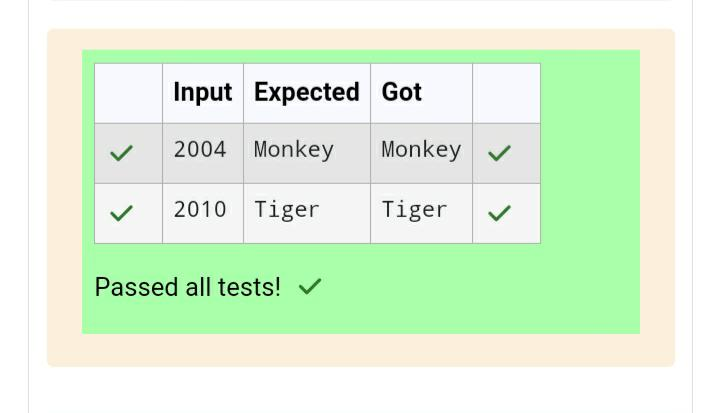 Input Expected Got
2004 Monkey Monkey
2010 Tiger Tiger
Passed all tests!